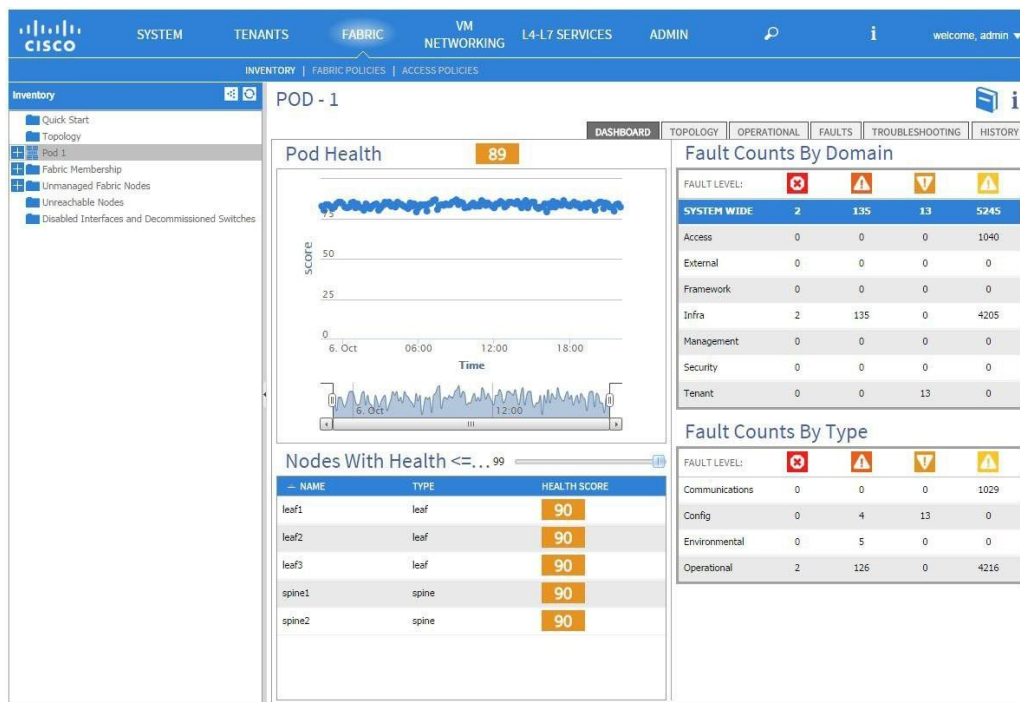 CISCO
SYSTEM TENANTS FABRIC VM NETWORKING L4-L7 SERVICES ADMIN i welcome, admin
INVENTORY | FABRIC POLICIES | ACCESS POLICIES
Inventory
Quick Start
Topology
Pod 1
Fabric Membership
Unmanaged Fabric Nodes
Unreachable Nodes
Disabled Interfaces and Decommissioned Switches
POD - 1
i
DASHBOARD TOPOLOGY OPERATIONAL FAULTS TROUBLESHOOTING HISTORY
Pod Health 89
score
75
50
25
0
6. Oct 06:00 12:00 18:00
Time
6. Oct 12:00
Nodes With Health <=... 99
NAME TYPE HEALTH SCORE
leaf1 leaf 90
leaf2 leaf 90
leaf3 leaf 90
spine1 spine 90
spine2 spine 90
Fault Counts By Domain
FAULT LEVEL:
SYSTEM WIDE 2 135 13 5245
Access 0 0 0 1040
External 0 0 0 0
Framework 0 0 0 0
Infra 2 135 0 4205
Management 0 0 0 0
Security 0 0 0 0
Tenant 0 0 13 0
Fault Counts By Type
FAULT LEVEL:
Communications 0 0 0 1029
Config 0 4 13 0
Environmental 0 5 0 0
Operational 2 126 0 4216